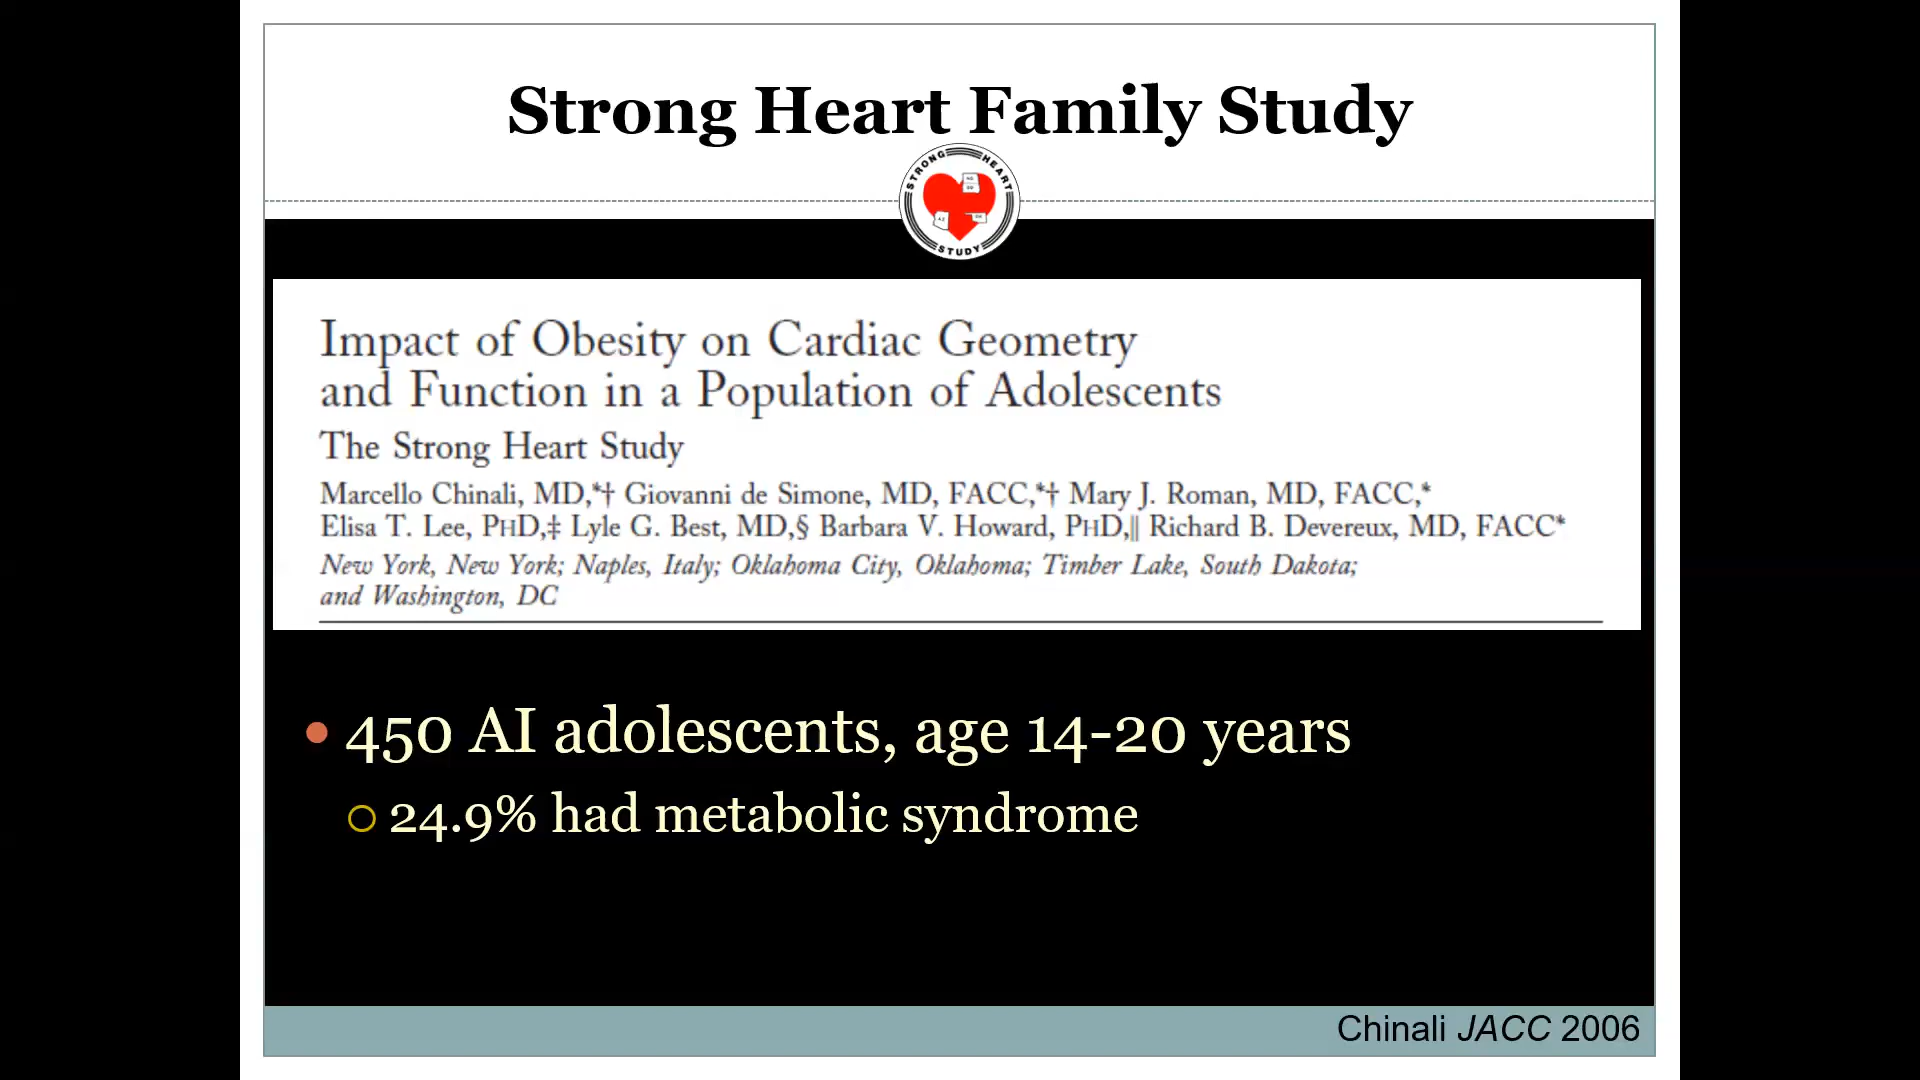 Strong Heart Family Study
STRONG HEART
STUDY
Impact of Obesity on Cardiac Geometry
and Function in a Population of Adolescents
The Strong Heart Study
Marcello Chinali, MD,*† Giovanni de Simone, MD, FACC,*† Mary J. Roman, MD, FACC,*
Elisa T. Lee, PHD,‡ Lyle G. Best, MD,§ Barbara V. Howard, PHD,‖ Richard B. Devereux, MD, FACC*
New York, New York; Naples, Italy; Oklahoma City, Oklahoma; Timber Lake, South Dakota;
and Washington, DC
450 AI adolescents, age 14-20 years
24.9% had metabolic syndrome
Chinali JACC 2006